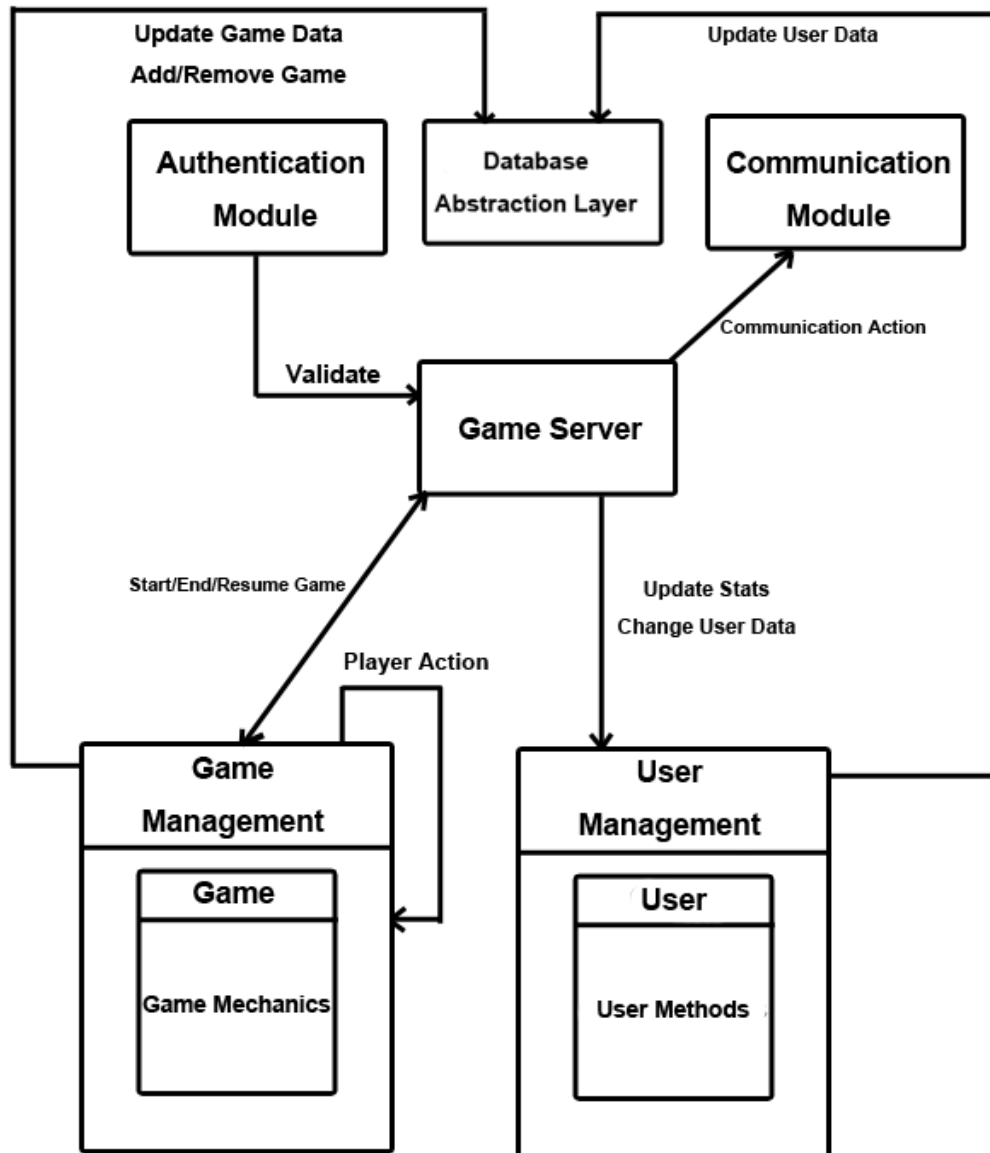 Update Game Data
Add/Remove Game
Update User Data
Authentication
Module
Database
Abstraction Layer
Communication
Module
Communication Action
Validate
Game Server
Start/End/Resume Game
Update Stats
Change User Data
Player Action
Game
Management
User
Management
Game
User
Game Mechanics
User Methods